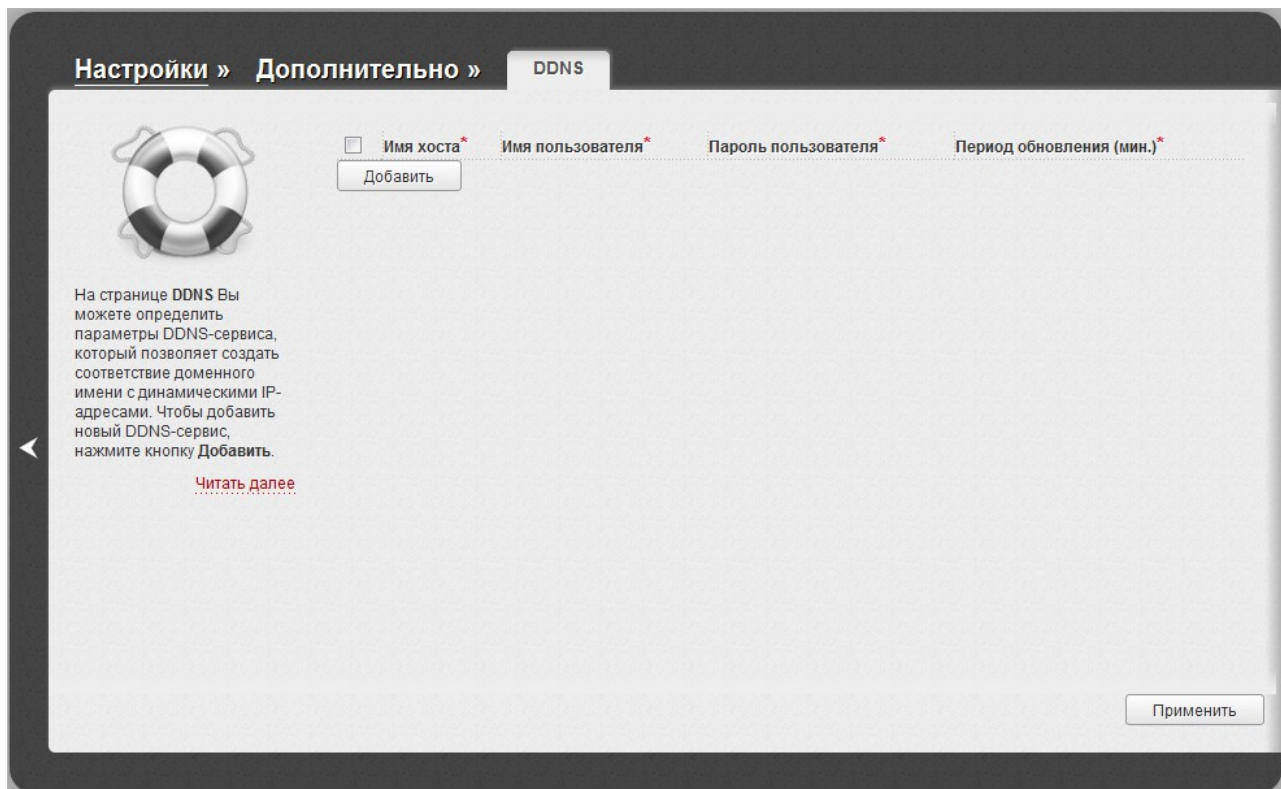 Настройки » Дополнительно » DDNS
Имя хоста* Имя пользователя* Пароль пользователя* Период обновления (мин.)*
Добавить
На странице DDNS Вы
можете определить
параметры DDNS-сервиса,
который позволяет создать
соответствие доменного
имени с динамическими IP-
адресами. Чтобы добавить
новый DDNS-сервис,
нажмите кнопку Добавить.
Читать далее
Применить